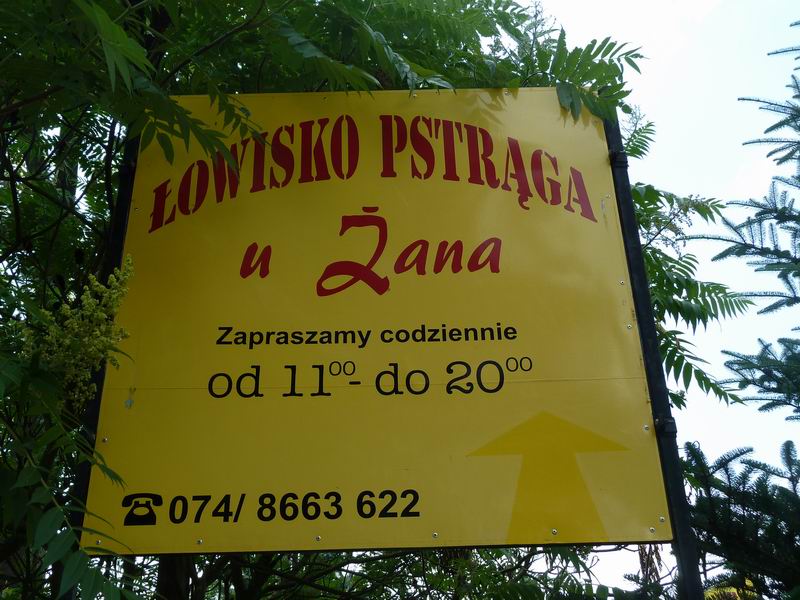 ŁOWISKO PSTRĄGA
u Żana
Zapraszamy codziennie
od 11⁰⁰- do 20⁰⁰
☎ 074/ 8663 622